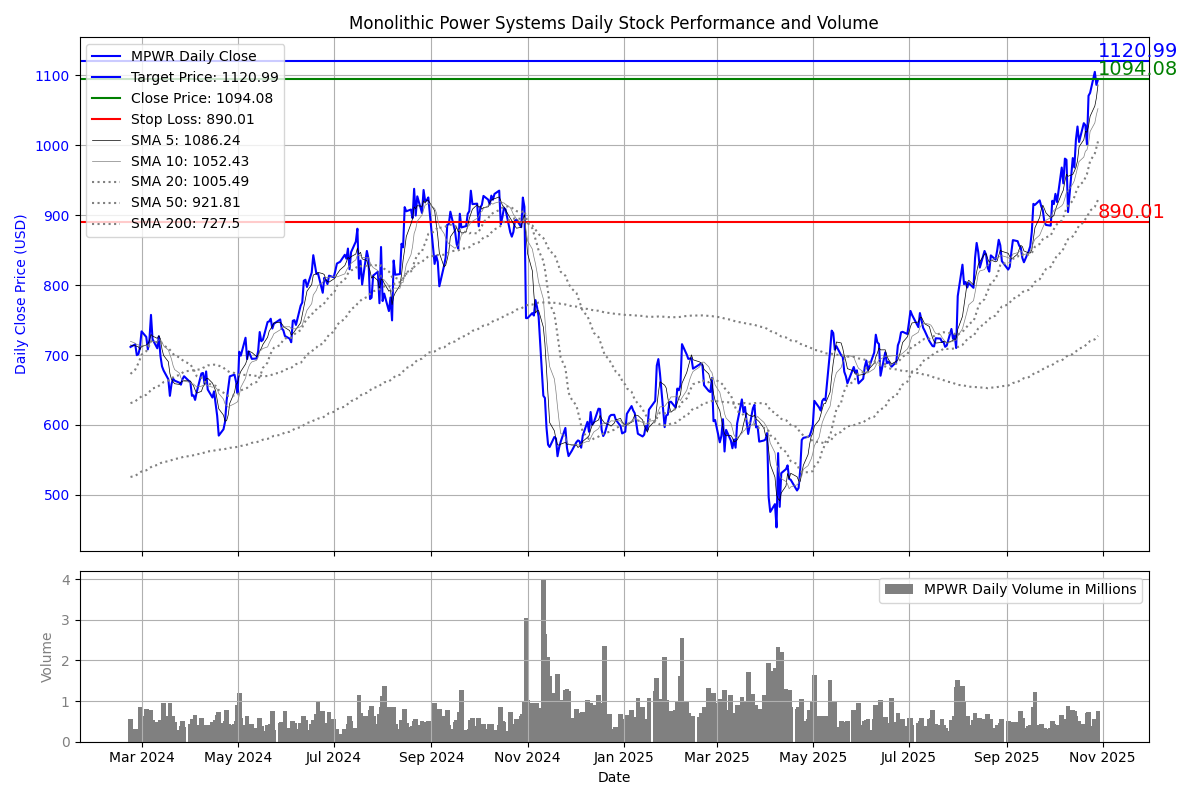 Monolithic Power Systems Daily Stock Performance and Volume
MPWR Daily Close
Target Price: 1120.99
Close Price: 1094.08
Stop Loss: 890.01
SMA 5: 1086.24
SMA 10: 1052.43
SMA 20: 1005.49
SMA 50: 921.81
SMA 200: 727.5
1120.99
1094.08
890.01
Daily Close Price (USD)
1100
1000
900
800
700
600
500
MPWR Daily Volume in Millions
Volume
4
3
2
1
0
Mar 2024 May 2024 Jul 2024 Sep 2024 Nov 2024 Jan 2025 Mar 2025 May 2025 Jul 2025 Sep 2025 Nov 2025
Date